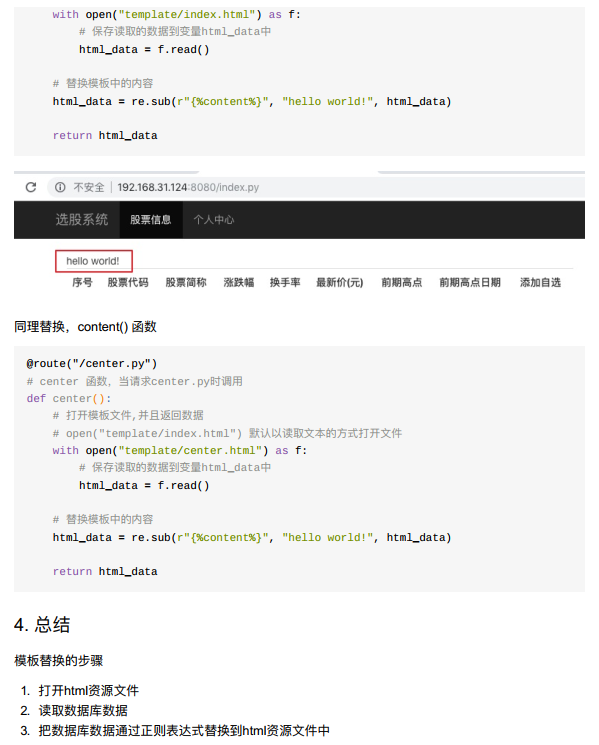 with open("template/index.html") as f:
# 保存读取的数据到变量html_data中
html_data = f.read()
# 替换模板中的内容
html_data = re.sub(r"{%content%}", "hello world!", html_data)
return html_data
不安全 | 192.168.31.124:8080/index.py
选股系统 股票信息 个人中心
hello world!
序号 股票代码 股票简称 涨跌幅 换手率 最新价(元) 前期高点 前期高点日期 添加自选
同理替换，content() 函数
@route("/center.py")
# center 函数，当请求center.py时调用
def center():
# 打开模板文件,并且返回数据
# open("template/index.html") 默认以读取文本的方式打开文件
with open("template/center.html") as f:
# 保存读取的数据到变量html_data中
html_data = f.read()
# 替换模板中的内容
html_data = re.sub(r"{%content%}", "hello world!", html_data)
return html_data
4. 总结
模板替换的步骤
1. 打开html资源文件
2. 读取数据库数据
3. 把数据库数据通过正则表达式替换到html资源文件中